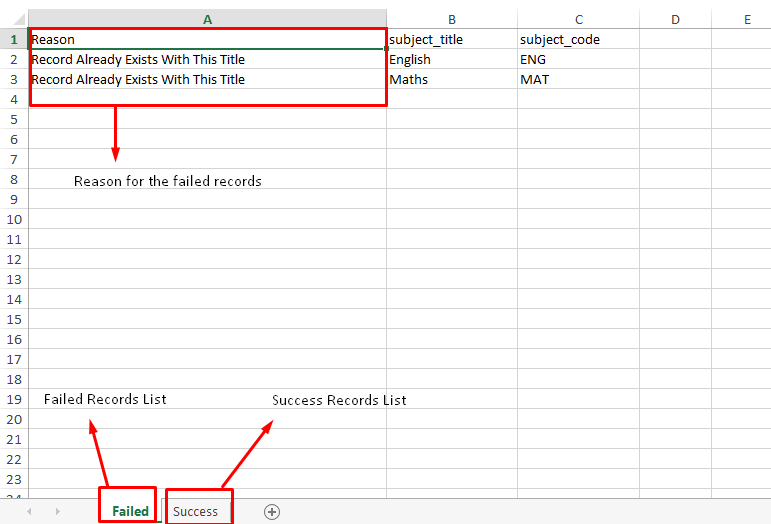 A B C D E
1 Reason subject_title subject_code
2 Record Already Exists With This Title English ENG
3 Record Already Exists With This Title Maths MAT
4
5
6
7
8 Reason for the failed records
9
10
11
12
13
14
15
16
17
18
19 Failed Records List Success Records List
20
21
22
23
24
Failed Success